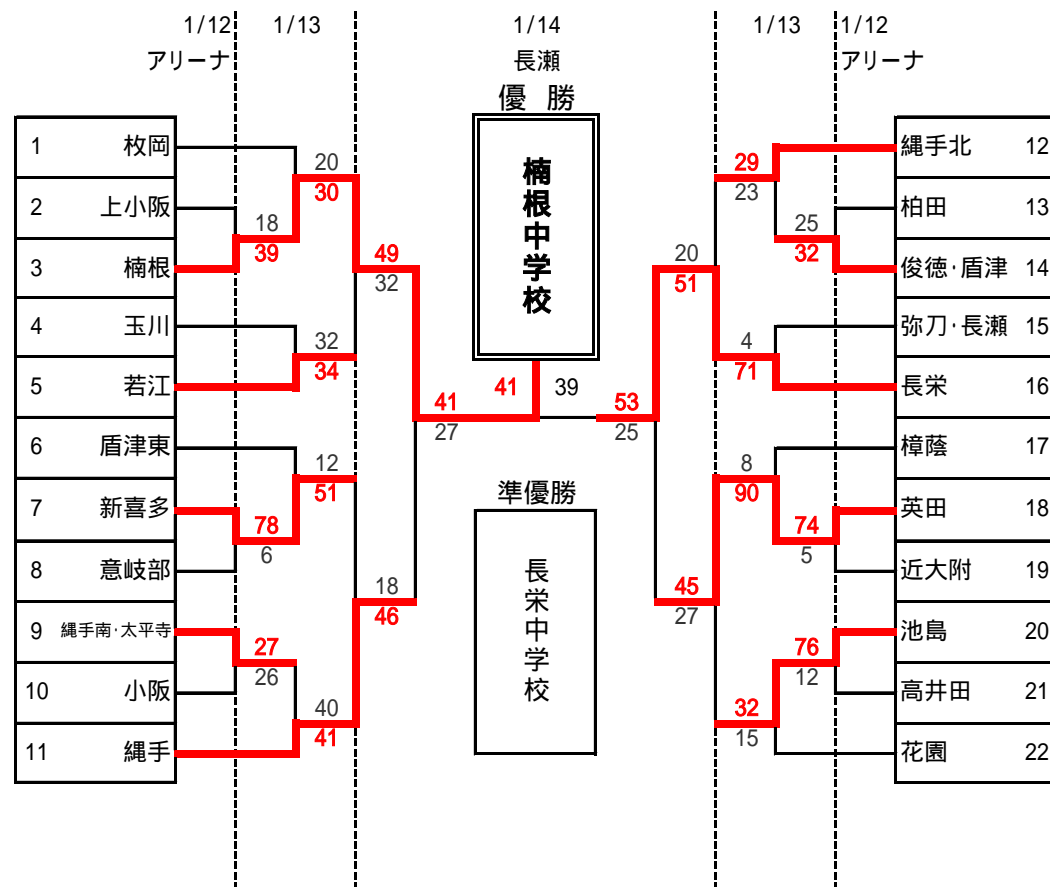 1/12
1/13
1/14
1/13
1/12
アリーナ
長瀬
アリーナ
優 勝
楠根中学校
1 枚岡
2 上小阪
3 楠根
4 玉川
5 若江
6 盾津東
7 新喜多
8 意岐部
9 縄手南･太平寺
10 小阪
11 縄手
18
39
78
6
27
26
20
30
32
34
12
51
40
41
49
32
18
46
41
27
41
39
53
25
20
51
45
27
29
23
4
71
8
90
32
15
25
32
74
5
76
12
準優勝
長栄中学校
縄手北 12
柏田 13
俊徳･盾津 14
弥刀･長瀬 15
長栄 16
樟蔭 17
英田 18
近大附 19
池島 20
高井田 21
花園 22